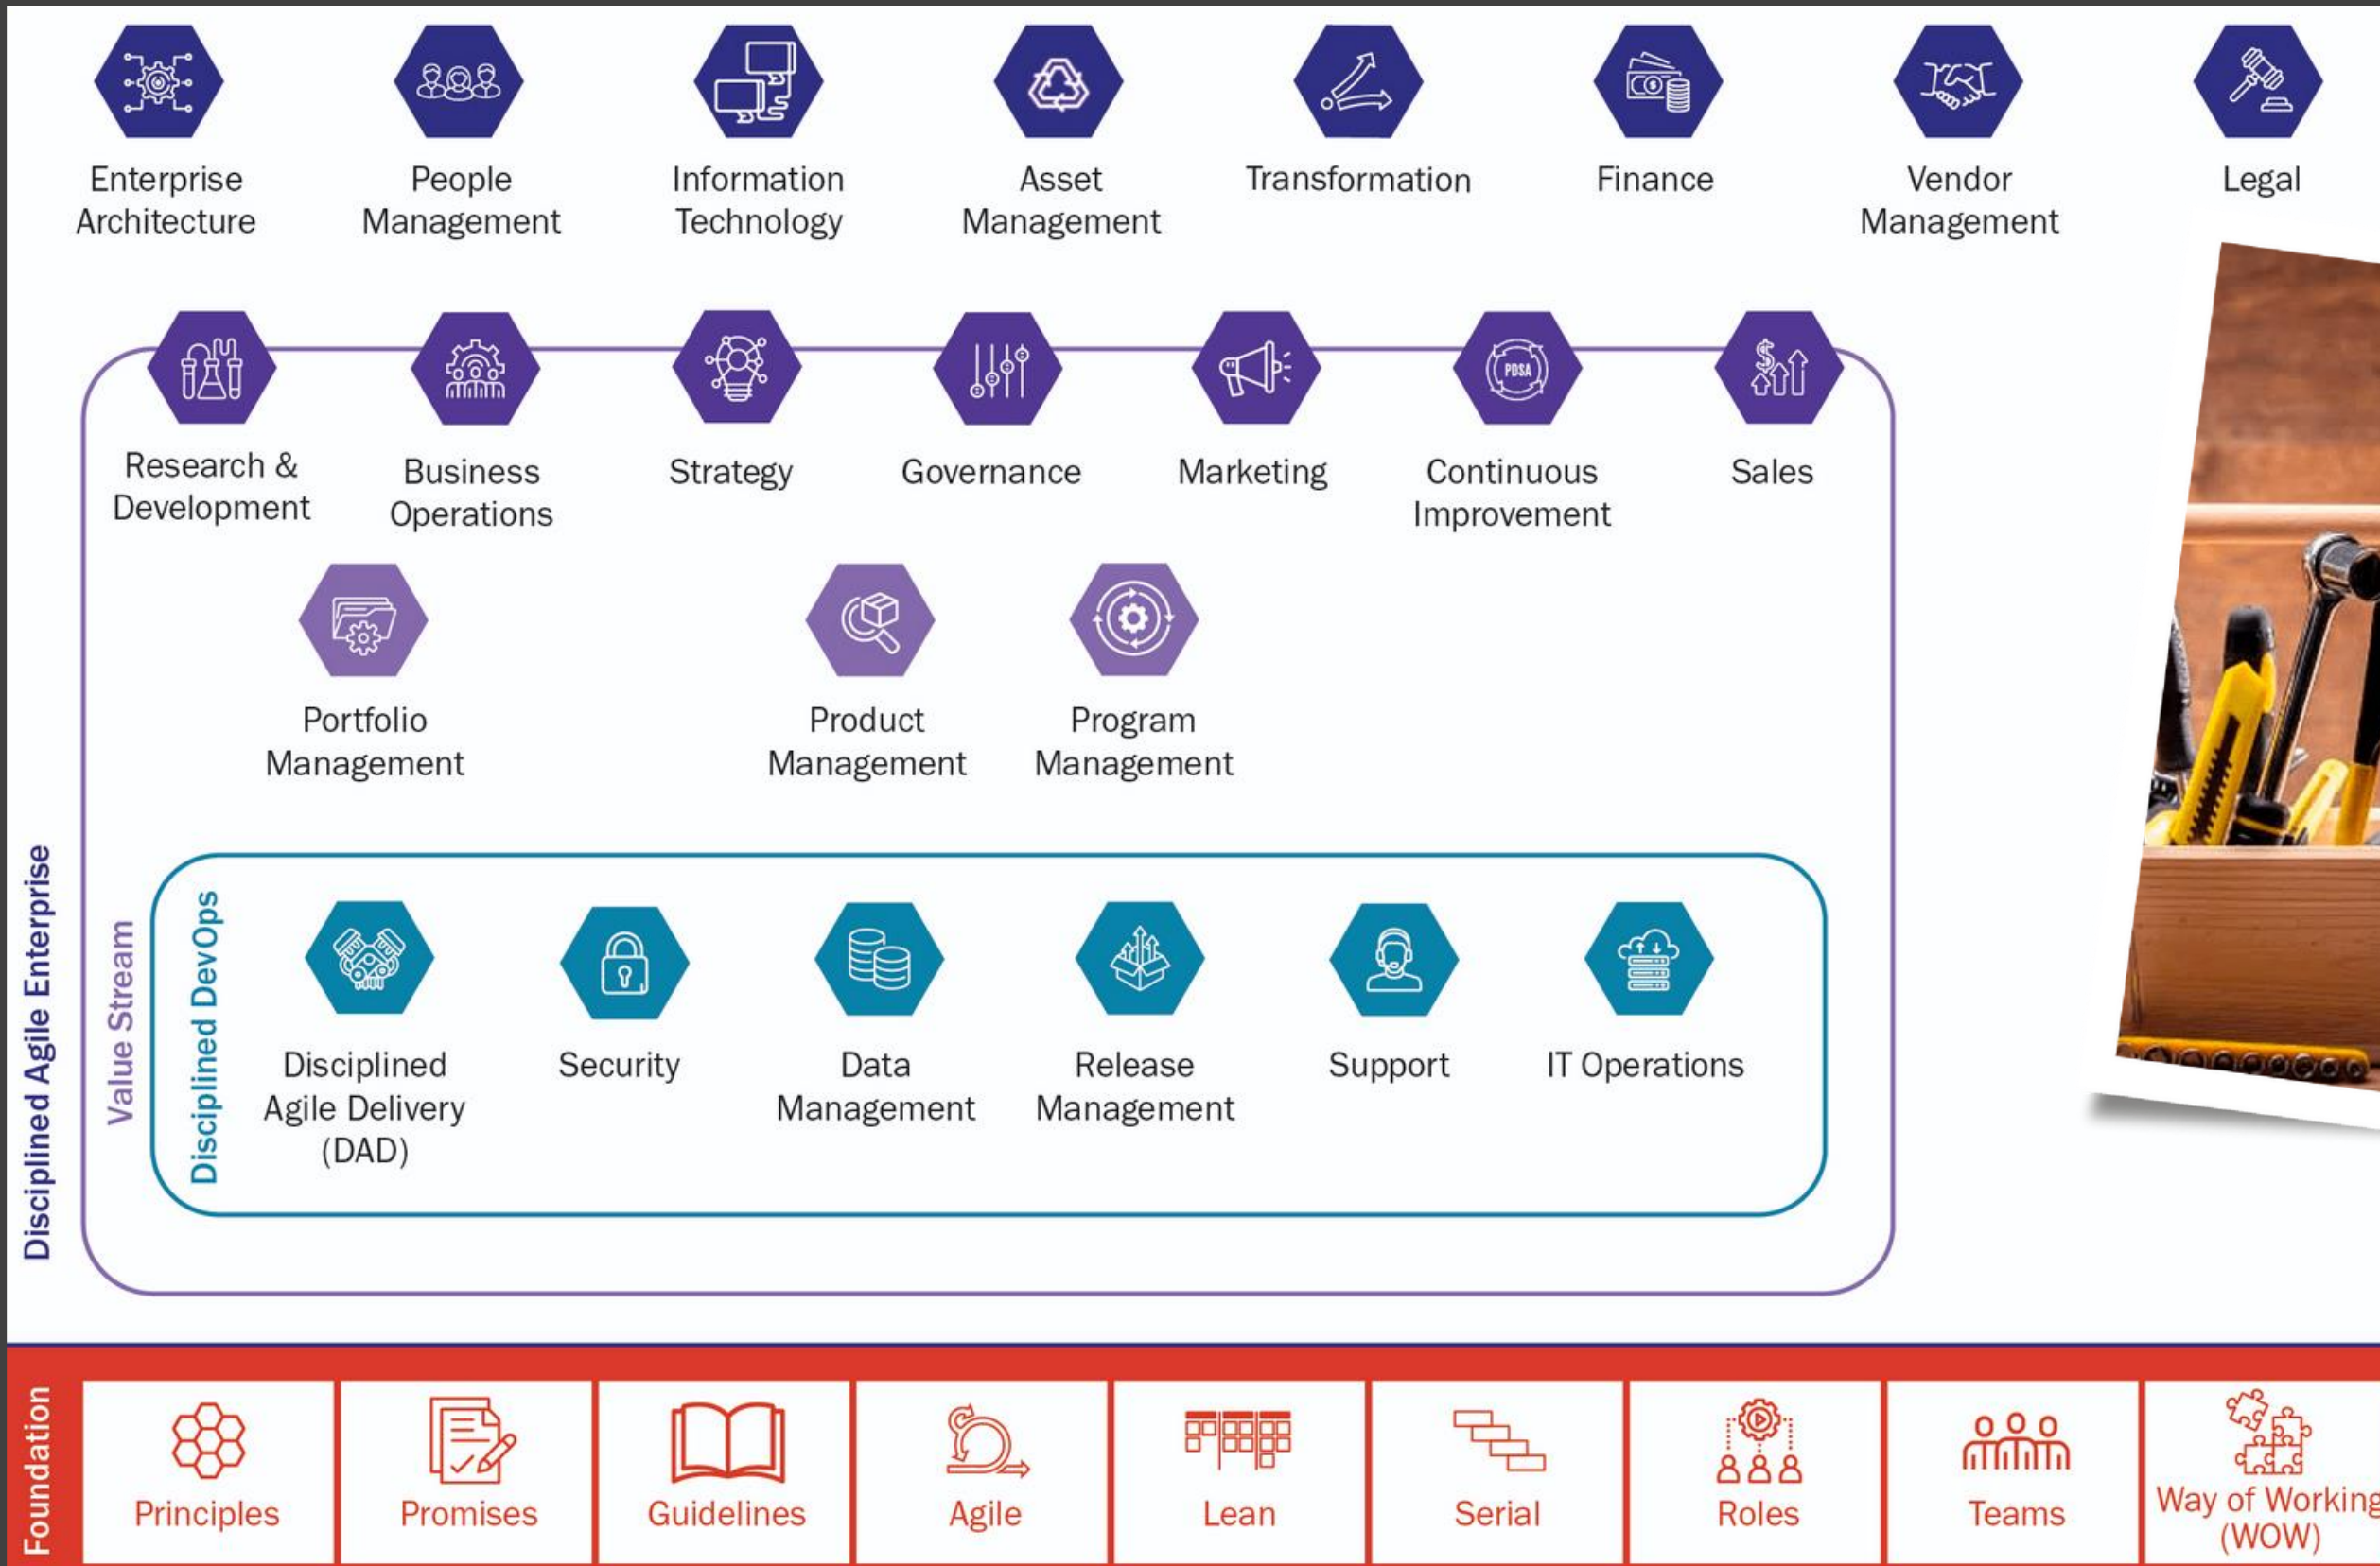 Enterprise
Architecture
People
Management
Information
Technology
Asset
Management
Transformation
Finance
Vendor
Management
Legal
Research &
Development
Business
Operations
Strategy
Governance
Marketing
PDSA
Continuous
Improvement
$
Sales
Portfolio
Management
Product
Management
Program
Management
Disciplined Agile Enterprise
Value Stream
Disciplined DevOps
Disciplined
Agile Delivery
(DAD)
Security
Data
Management
Release
Management
Support
IT Operations
Foundation
Principles
Promises
Guidelines
Agile
Lean
Serial
Roles
Teams
Way of Working
(WOW)